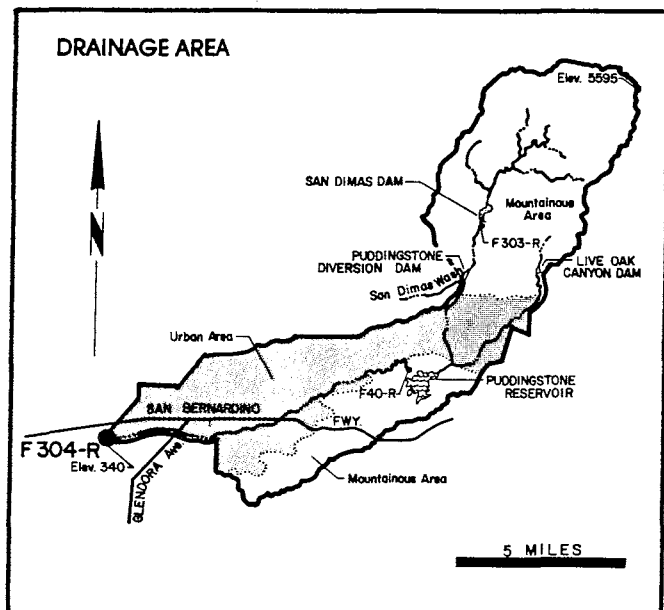 DRAINAGE AREA
Elev. 5595
N
SAN DIMAS DAM
Mountainous
Area
F303-R
PUDDINGSTONE
DIVERSION DAM
LIVE OAK
CANYON DAM
San Dimas Wash
Urban Area
F40-R
PUDDINGSTONE
RESERVOIR
SAN BERNARDINO
FWY.
F304-R
Elev. 340
GLENDORA Ave.
Mountainous Area
5 MILES